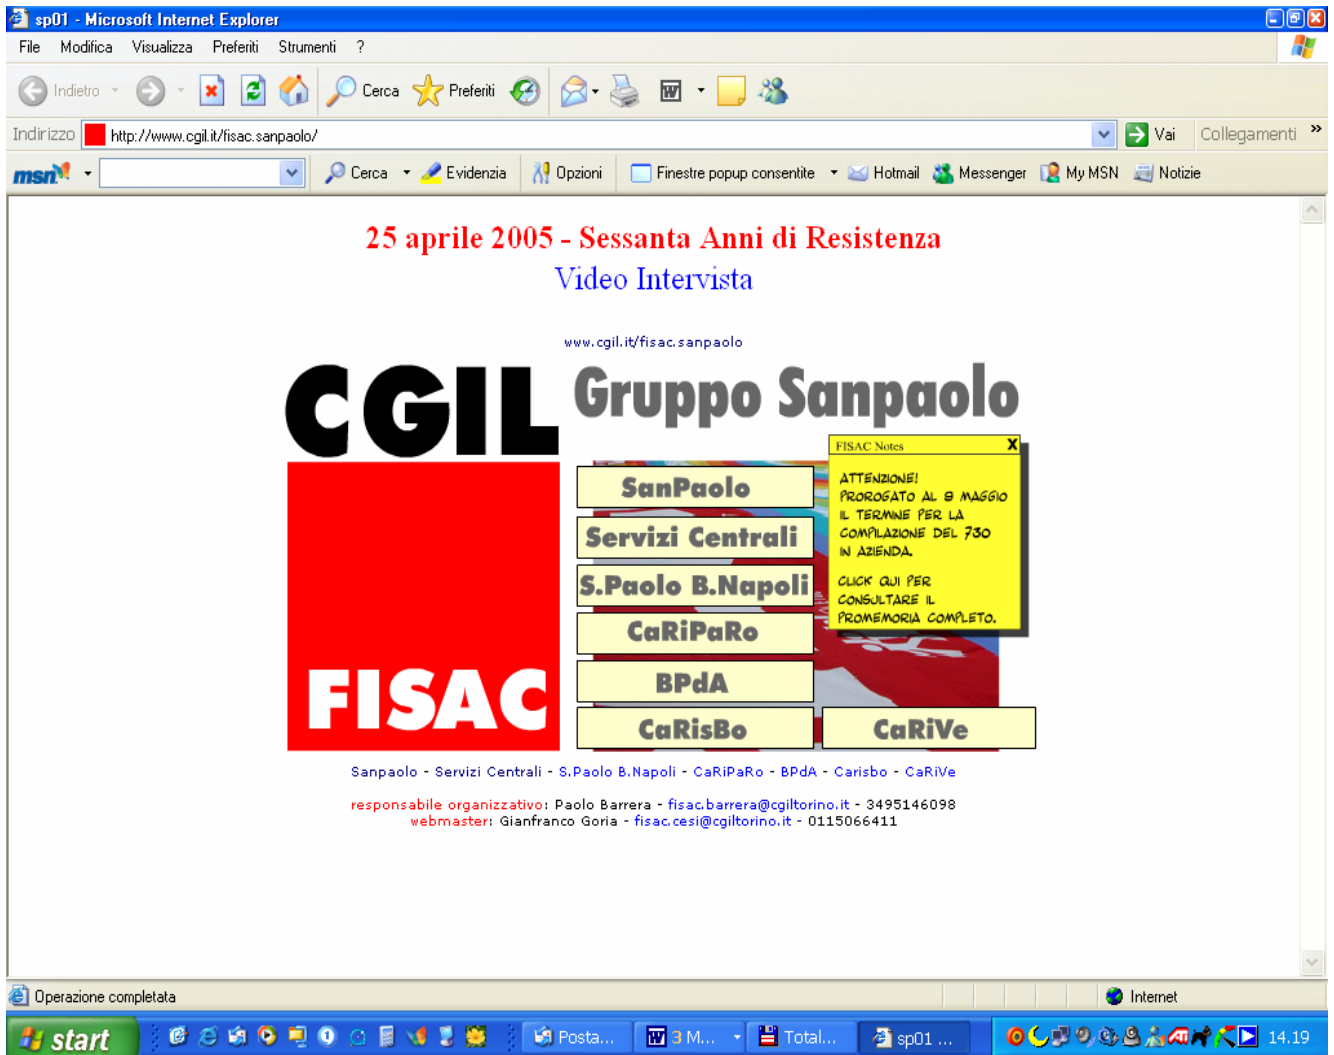 sp01 - Microsoft Internet Explorer
File Modifica Visualizza Preferiti Strumenti ?
Indietro Cerca Preferiti
Indirizzo http://www.cgil.it/fisac.sanpaolo/ Vai Collegamenti »
msn Cerca Evidenzia Opzioni Finestre popup consentite Hotmail Messenger My MSN Notizie
25 aprile 2005 - Sessanta Anni di Resistenza
Video Intervista
www.cgil.it/fisac.sanpaolo
CGIL Gruppo Sanpaolo
FISAC Notes X
ATTENZIONE!
PROROGATO AL 9 MAGGIO
IL TERMINE PER LA
COMPILAZIONE DEL 730
IN AZIENDA.
CLICK QUI PER
CONSULTARE IL
PROMEMORIA COMPLETO.
SanPaolo
Servizi Centrali
S.Paolo B.Napoli
CaRiPaRo
BPdA
CaRisBo CaRiVe
FISAC
Sanpaolo - Servizi Centrali - S.Paolo B.Napoli - CaRiPaRo - BPdA - Carisbo - CaRiVe
responsabile organizzativo: Paolo Barrera - fisac.barrera@cgiltorino.it - 3495146098
webmaster: Gianfranco Goria - fisac.cesi@cgiltorino.it - 0115066411
Operazione completata Internet
start Posta... 3 M... Total... sp01 ... 14.19